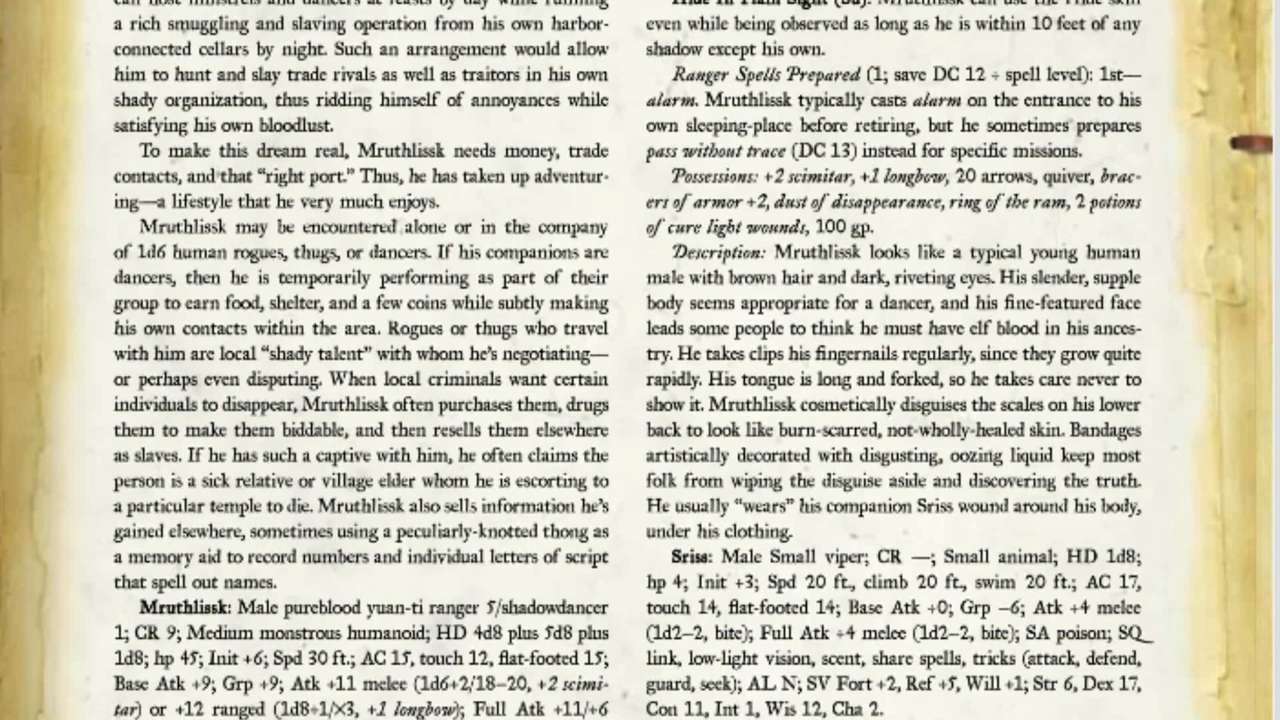 a rich smuggling and slaving operation from his own harbor-
connected cellars by night. Such an arrangement would allow
him to hunt and slay trade rivals as well as traitors in his own
shady organization, thus ridding himself of annoyances while
satisfying his own bloodlust.
To make this dream real, Mruthlissk needs money, trade
contacts, and that “right port.” Thus, he has taken up adventur-
ing—a lifestyle that he very much enjoys.
Mruthlissk may be encountered alone or in the company
of 1d6 human rogues, thugs, or dancers. If his companions are
dancers, then he is temporarily performing as part of their
group to earn food, shelter, and a few coins while subtly making
his own contacts within the area. Rogues or thugs who travel
with him are local “shady talent” with whom he’s negotiating—
or perhaps even disputing. When local criminals want certain
individuals to disappear, Mruthlissk often purchases them, drugs
them to make them biddable, and then resells them elsewhere
as slaves. If he has such a captive with him, he often claims the
person is a sick relative or village elder whom he is escorting to
a particular temple to die. Mruthlissk also sells information he’s
gained elsewhere, sometimes using a peculiarly-knotted thong as
a memory aid to record numbers and individual letters of script
that spell out names.
Mruthlissk: Male pureblood yuan-ti ranger 5/shadowdancer
1; CR 9; Medium monstrous humanoid; HD 4d8 plus 5d8 plus
1d8; hp 45; Init +6; Spd 30 ft.; AC 15, touch 12, flat-footed 15;
Base Atk +9; Grp +9; Atk +11 melee (1d6+2/18–20, +2 scimi-
tar) or +12 ranged (1d8+1/×3, +1 longbow); Full Atk +11/+6
even while being observed as long as he is within 10 feet of any
shadow except his own.
Ranger Spells Prepared (1; save DC 12 + spell level): 1st—
alarm. Mruthlissk typically casts alarm on the entrance to his
own sleeping-place before retiring, but he sometimes prepares
pass without trace (DC 13) instead for specific missions.
Possessions: +2 scimitar, +1 longbow, 20 arrows, quiver, brac-
ers of armor +2, dust of disappearance, ring of the ram, 2 potions
of cure light wounds, 100 gp.
Description: Mruthlissk looks like a typical young human
male with brown hair and dark, riveting eyes. His slender, supple
body seems appropriate for a dancer, and his fine-featured face
leads some people to think he must have elf blood in his ances-
try. He takes clips his fingernails regularly, since they grow quite
rapidly. His tongue is long and forked, so he takes care never to
show it. Mruthlissk cosmetically disguises the scales on his lower
back to look like burn-scarred, not-wholly-healed skin. Bandages
artistically decorated with disgusting, oozing liquid keep most
folk from wiping the disguise aside and discovering the truth.
He usually “wears” his companion Sriss wound around his body,
under his clothing.
Sriss: Male Small viper; CR —; Small animal; HD 1d8;
hp 4; Init +3; Spd 20 ft., climb 20 ft., swim 20 ft.; AC 17,
touch 14, flat-footed 14; Base Atk +0; Grp –6; Atk +4 melee
(1d2–2, bite); Full Atk +4 melee (1d2–2, bite); SA poison; SQ
link, low-light vision, scent, share spells, tricks (attack, defend,
guard, seek); AL N; SV Fort +2, Ref +5, Will +1; Str 6, Dex 17,
Con 11, Int 1, Wis 12, Cha 2.